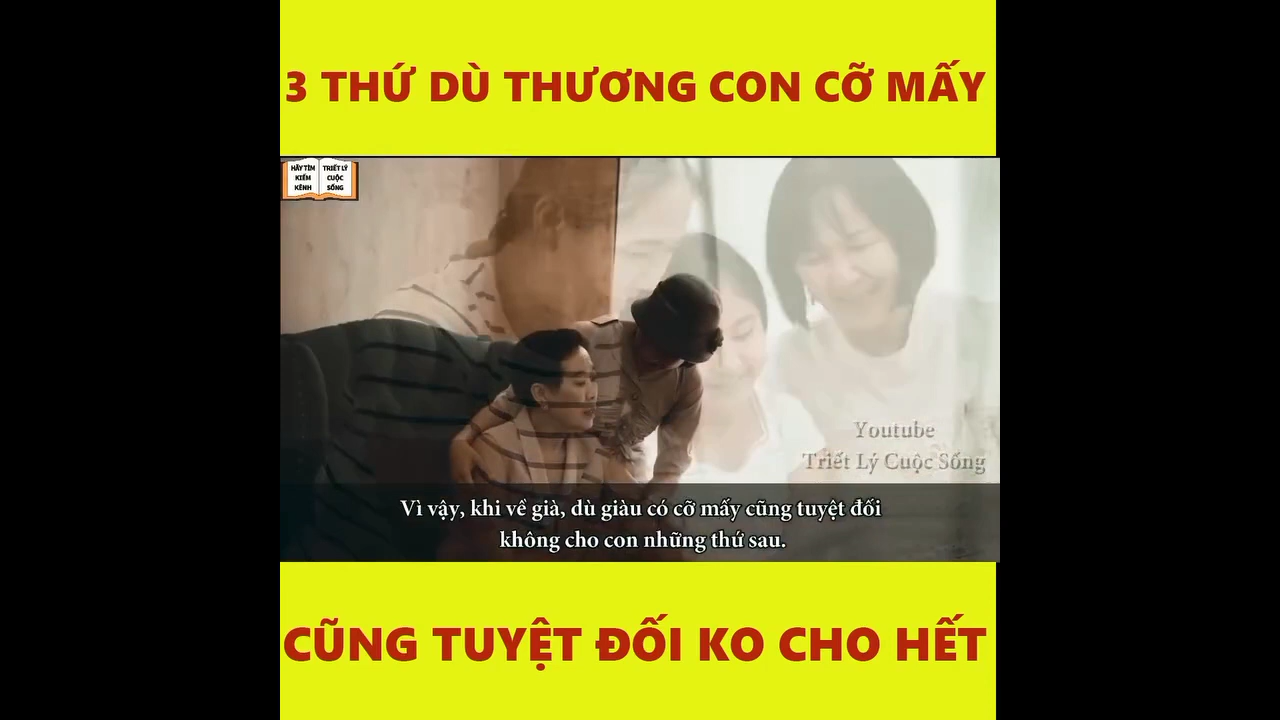 3 THỨ DÙ THƯƠNG CON CỠ MẤY
HÃY TÌM
KIẾM
KÊNH
TRIẾT LÝ
CUỘC
SỐNG
Youtube
Triết Lý Cuộc Sống
Vì vậy, khi về già, dù giàu có cỡ mấy cũng tuyệt đối
không cho con những thứ sau.
CŨNG TUYỆT ĐỐI KO CHO HẾT